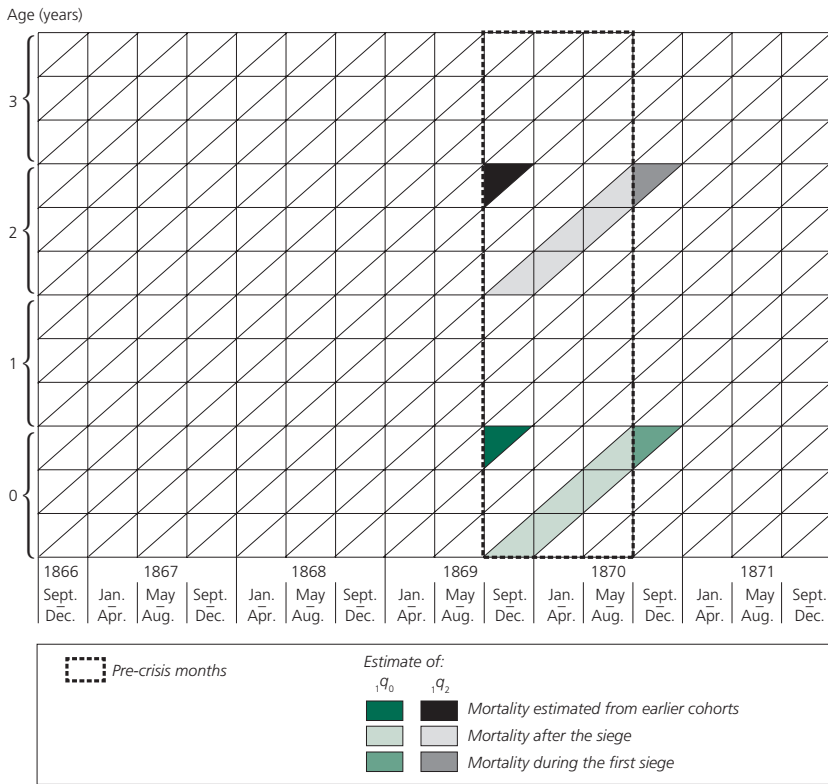 Age (years)
3
2
1
0
1866 1867 1868 1869 1870 1871
Sept. Jan. May Sept. Jan. May Sept. Jan. May Sept. Jan. May Sept. Jan. May Sept.
– – – – – – – – – – – – – – – –
Dec. Apr. Aug. Dec. Apr. Aug. Dec. Apr. Aug. Dec. Apr. Aug. Dec. Apr. Aug. Dec.
Pre-crisis months
Estimate of:
₁q₀ ₁q₂
Mortality estimated from earlier cohorts
Mortality after the siege
Mortality during the first siege